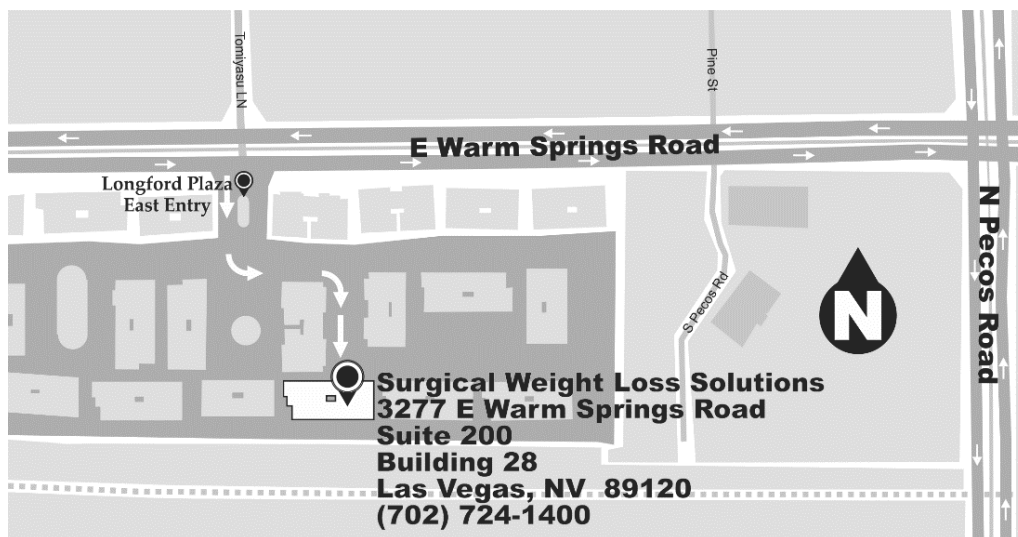 Tomiyasu LN
Pine St
E Warm Springs Road
Longford Plaza
East Entry
N Pecos Road
S Pecos Rd
N
Surgical Weight Loss Solutions
3277 E Warm Springs Road
Suite 200
Building 28
Las Vegas, NV  89120
(702) 724-1400